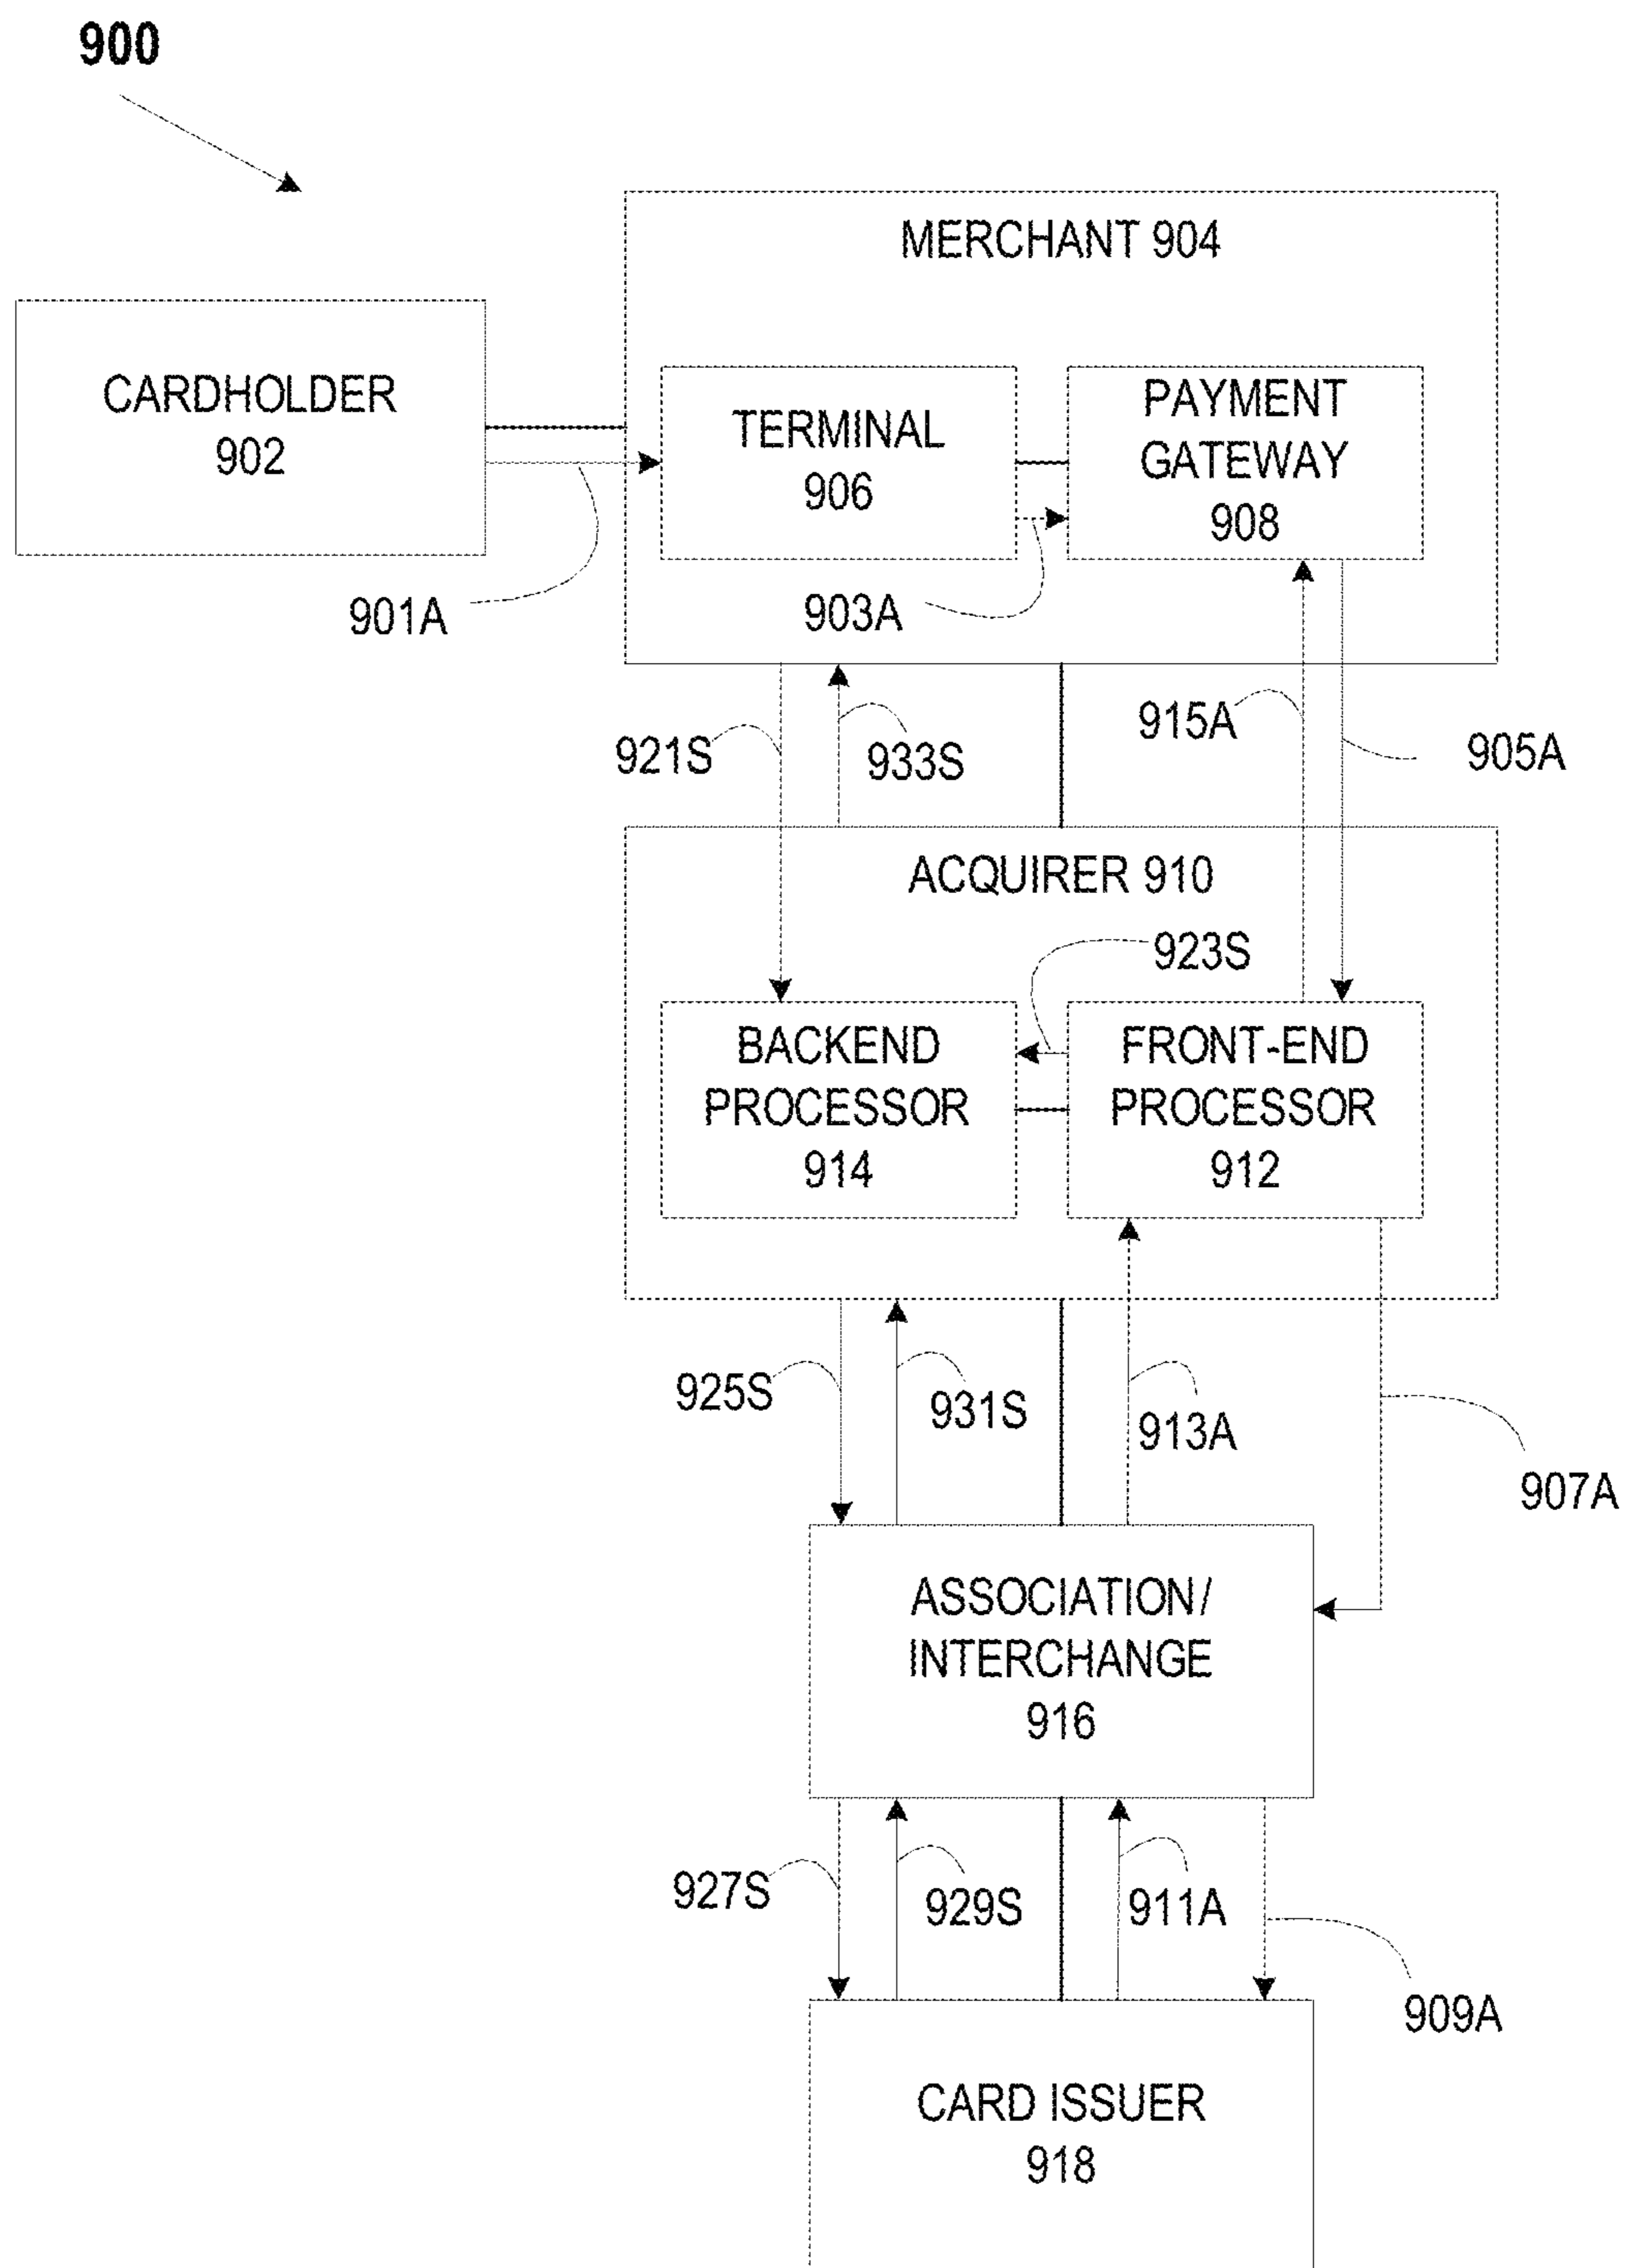 900
MERCHANT 904
CARDHOLDER
902
TERMINAL
906
PAYMENT
GATEWAY
908
901A
903A
921S
933S
915A
905A
ACQUIRER 910
923S
BACKEND
PROCESSOR
914
FRONT-END
PROCESSOR
912
925S
931S
913A
907A
ASSOCIATION/
INTERCHANGE
916
927S
929S
911A
909A
CARD ISSUER
918